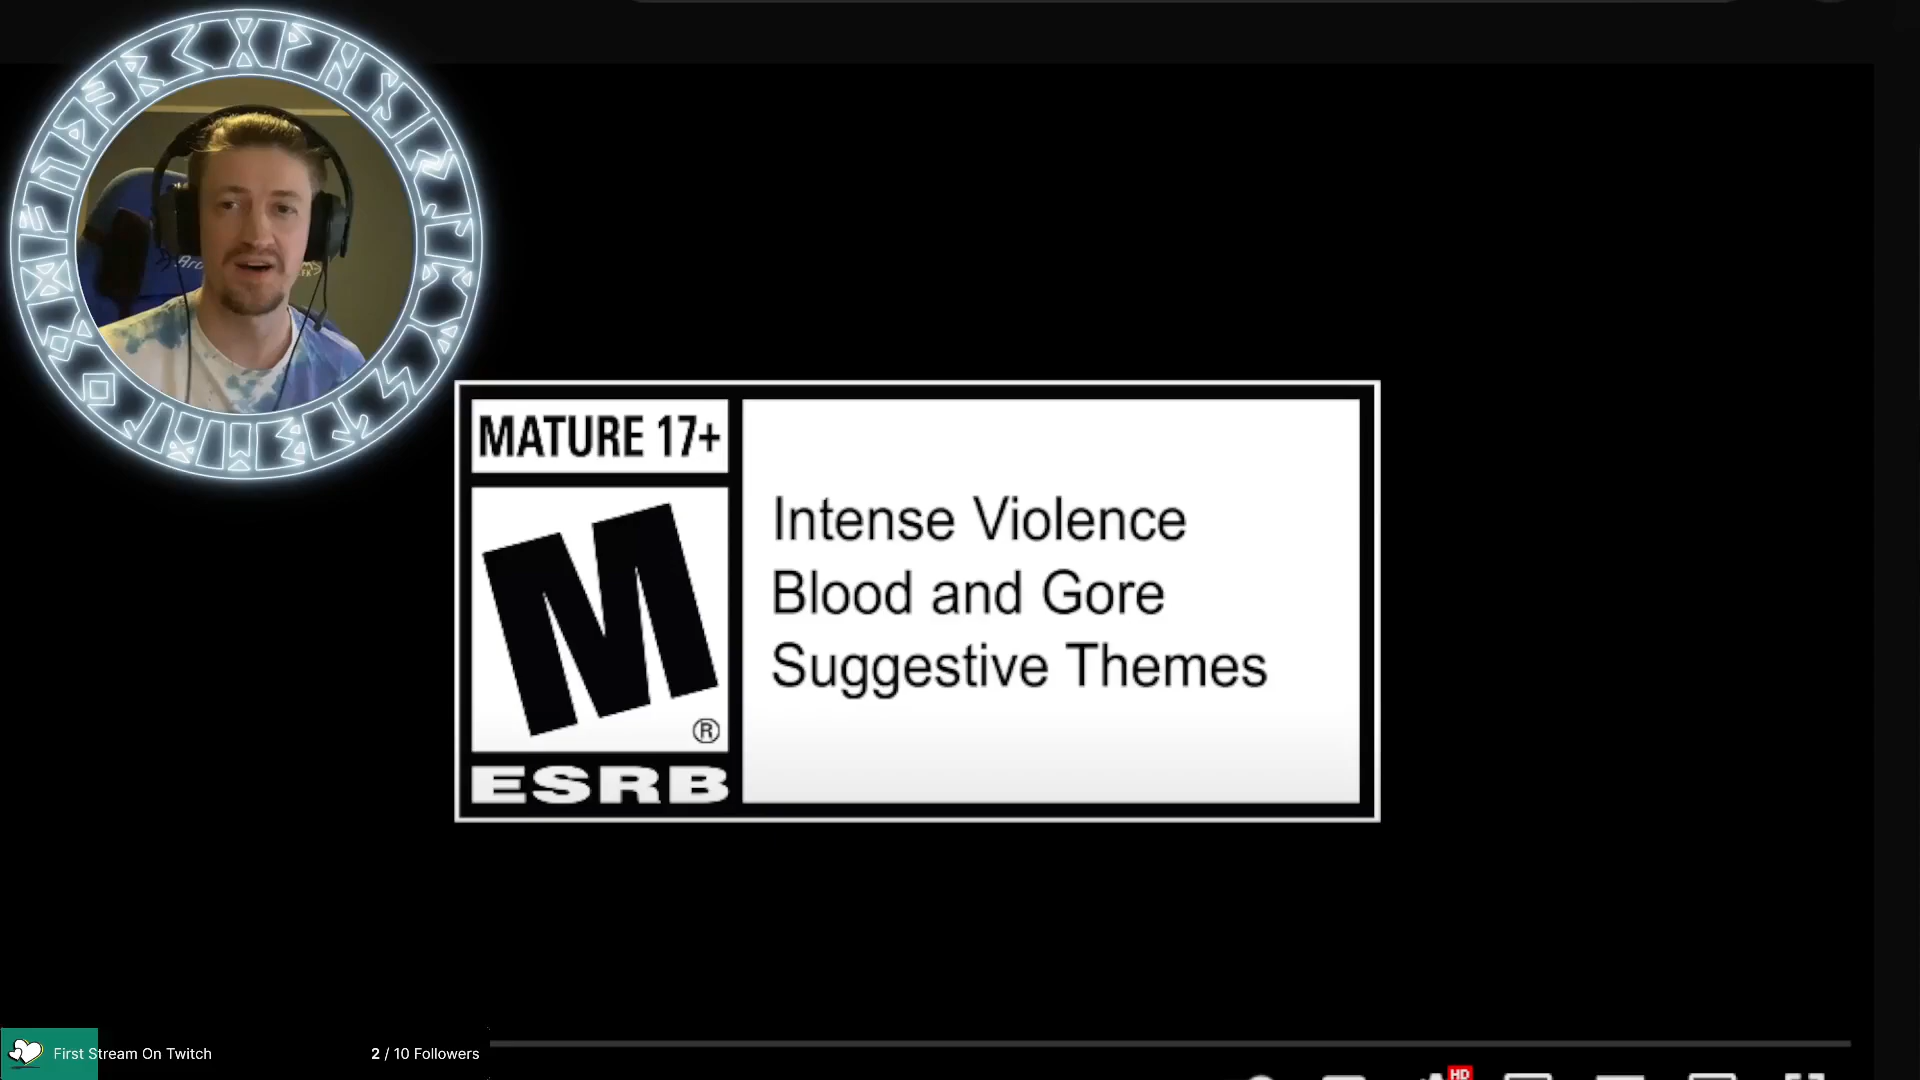 MATURE 17+
M
®
ESRB
Intense Violence
Blood and Gore
Suggestive Themes
First Stream On Twitch
2 / 10 Followers
HD